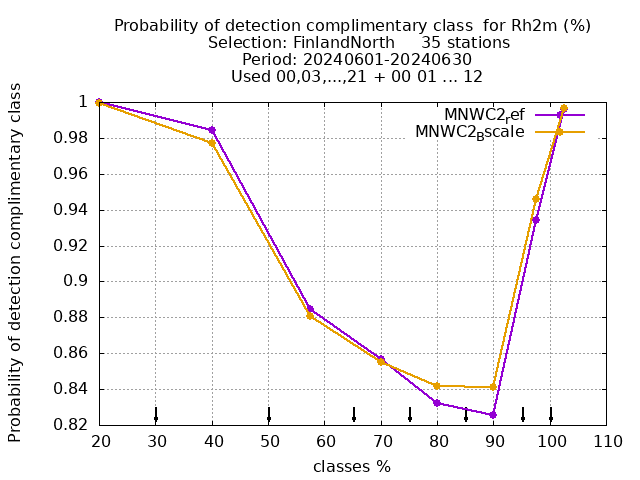 Probability of detection complimentary class  for Rh2m (%)
Selection: FinlandNorth     35 stations
Period: 20240601-20240630
Used 00,03,...,21 + 00 01 ... 12
Probability of detection complimentary class
MNWC2ref
MNWC2Bscale
1
0.98
0.96
0.94
0.92
0.9
0.88
0.86
0.84
0.82
20 30 40 50 60 70 80 90 100 110
classes %